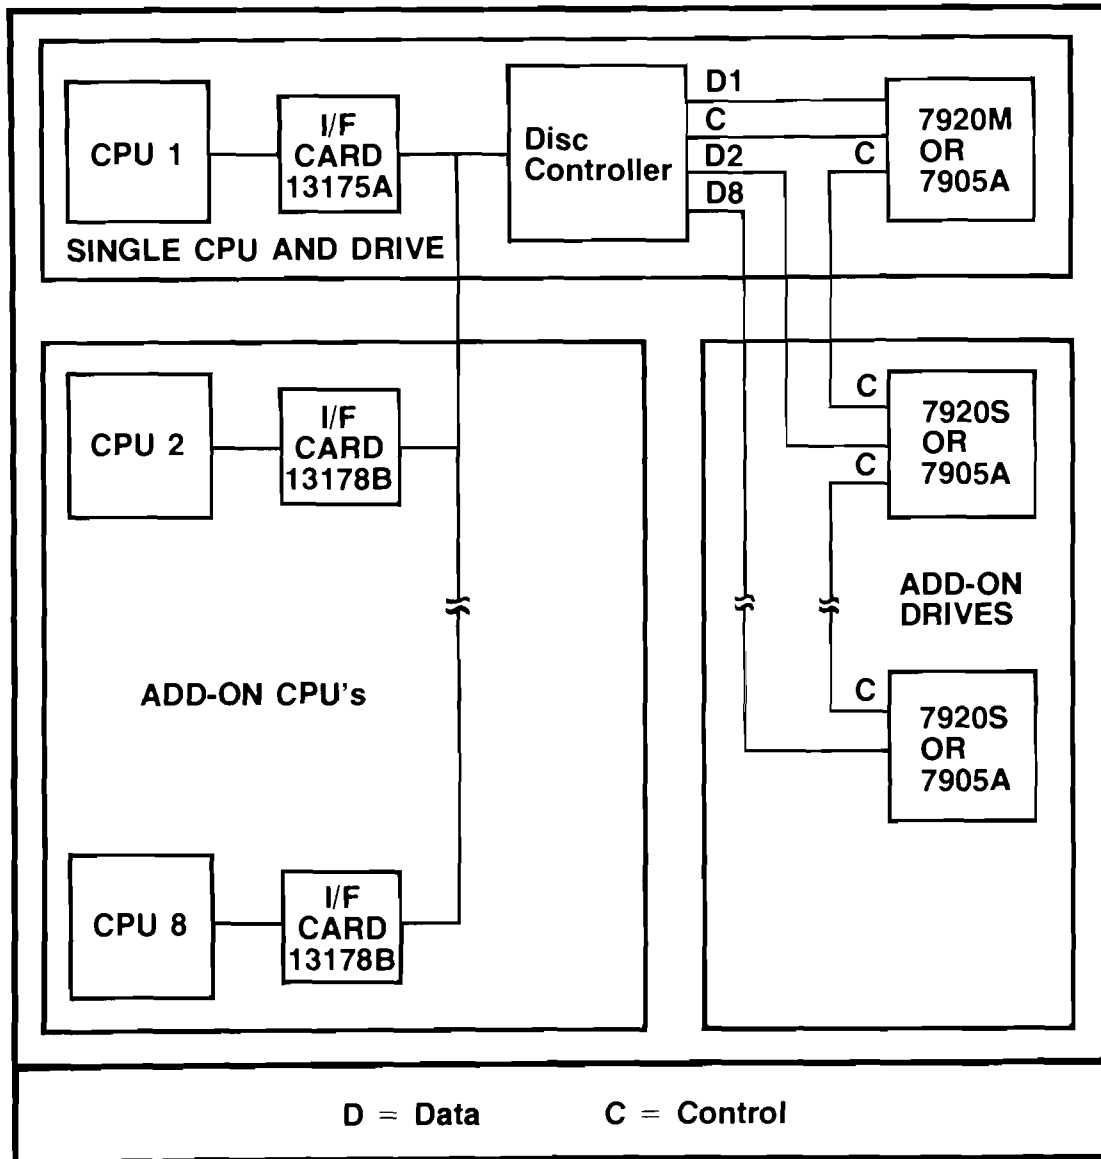 CPU 1
I/F
CARD
13175A
Disc
Controller
D1
C
D2
D8
C
7920M
OR
7905A
SINGLE CPU AND DRIVE
CPU 2
I/F
CARD
13178B
C
C
7920S
OR
7905A
ADD-ON
DRIVES
ADD-ON CPU's
C
7920S
OR
7905A
CPU 8
I/F
CARD
13178B
D = Data C = Control